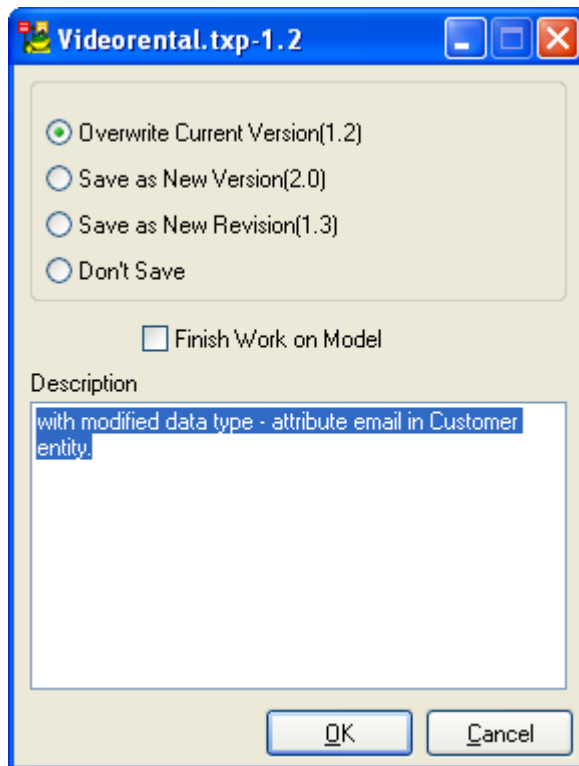 Videorental.txp-1.2
Overwrite Current Version(1.2)
Save as New Version(2.0)
Save as New Revision(1.3)
Don't Save
Finish Work on Model
Description
with modified data type - attribute email in Customer
entity.
OK
Cancel